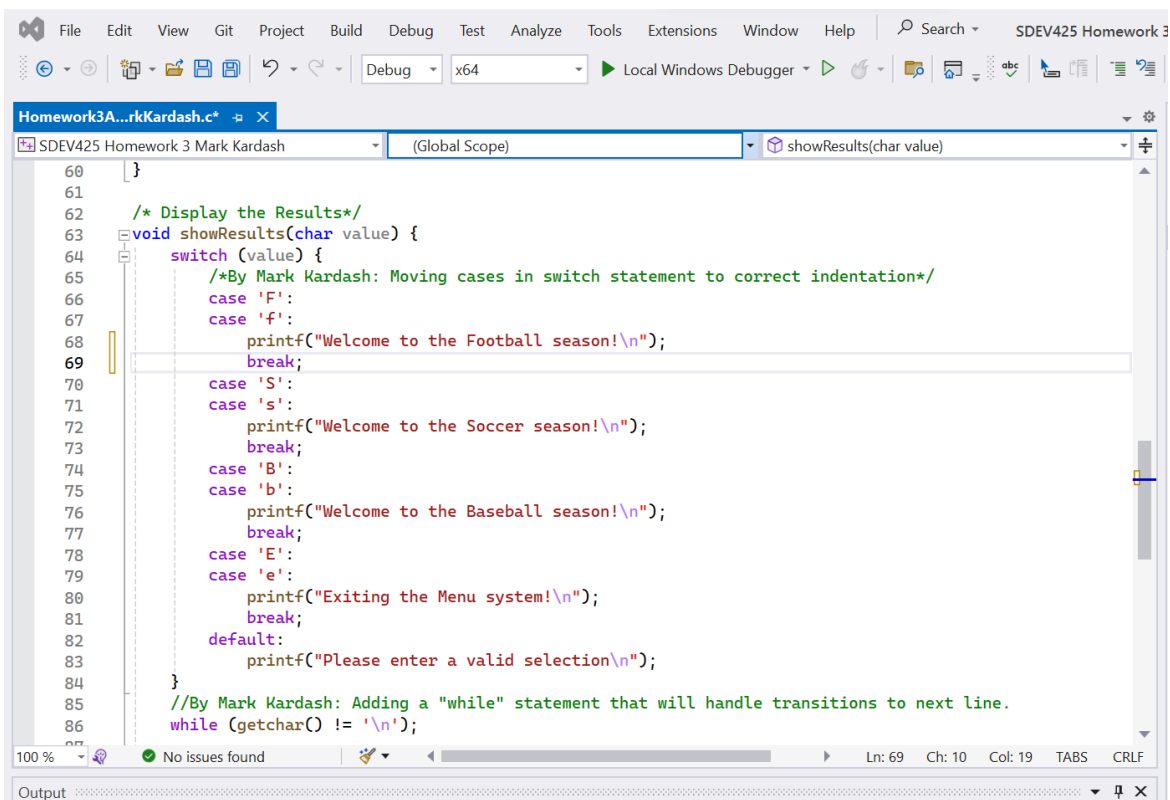 File Edit View Git Project Build Debug Test Analyze Tools Extensions Window Help Search SDEV425 Homework 3
Debug x64 Local Windows Debugger abc
Homework3A...rkKardash.c*
SDEV425 Homework 3 Mark Kardash (Global Scope) showResults(char value)
60 }
61
62 /* Display the Results*/
63 void showResults(char value) {
64 switch (value) {
65 /*By Mark Kardash: Moving cases in switch statement to correct indentation*/
66 case 'F':
67 case 'f':
68 printf("Welcome to the Football season!\n");
69 break;
70 case 'S':
71 case 's':
72 printf("Welcome to the Soccer season!\n");
73 break;
74 case 'B':
75 case 'b':
76 printf("Welcome to the Baseball season!\n");
77 break;
78 case 'E':
79 case 'e':
80 printf("Exiting the Menu system!\n");
81 break;
82 default:
83 printf("Please enter a valid selection\n");
84 }
85 //By Mark Kardash: Adding a "while" statement that will handle transitions to next line.
86 while (getchar() != '\n');
100 % No issues found Ln: 69 Ch: 10 Col: 19 TABS CRLF
Output